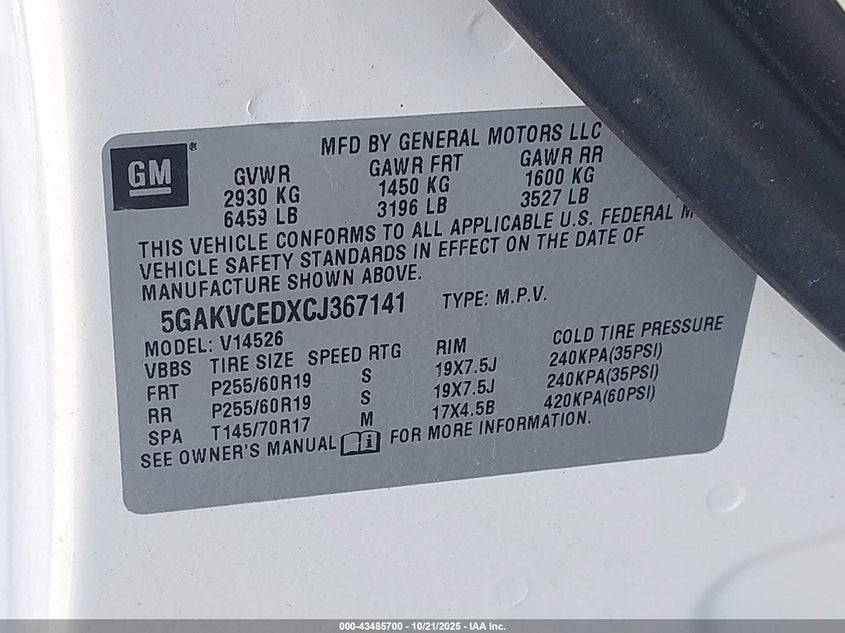 MFD BY GENERAL MOTORS LLC
GM®
GVWR GAWR FRT GAWR RR
2930 KG 1450 KG 1600 KG
6459 LB 3196 LB 3527 LB
THIS VEHICLE CONFORMS TO ALL APPLICABLE U.S. FEDERAL M
VEHICLE SAFETY STANDARDS IN EFFECT ON THE DATE OF
MANUFACTURE SHOWN ABOVE.
5GAKVCEDXCJ367141 TYPE: M.P.V.
MODEL: V14526
VBBS TIRE SIZE SPEED RTG RIM COLD TIRE PRESSURE
FRT P255/60R19 S 19X7.5J 240KPA(35PSI)
RR P255/60R19 S 19X7.5J 240KPA(35PSI)
SPA T145/70R17 M 17X4.5B 420KPA(60PSI)
SEE OWNER'S MANUAL FOR MORE INFORMATION.
000-43485700 - 10/21/2025 - IAA Inc.